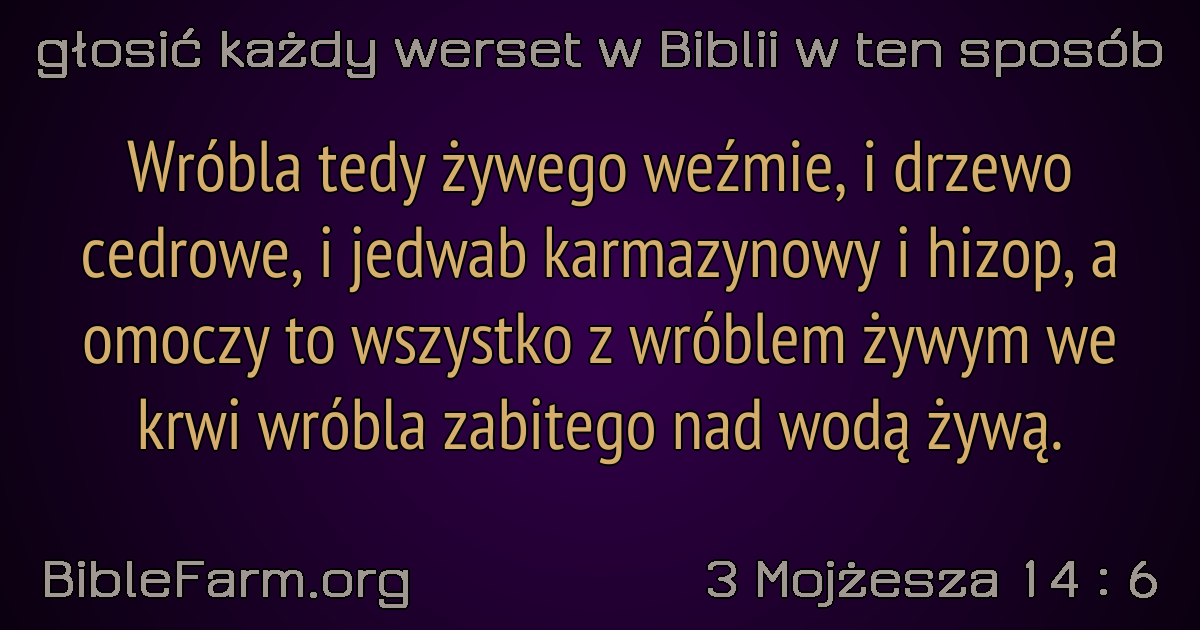 głosić każdy werset w Biblii w ten sposób
Wróbla tedy żywego weźmie, i drzewo
cedrowe, i jedwab karmazynowy i hizop, a
omoczy to wszystko z wróblem żywym we
krwi wróbla zabitego nad wodą żywą.
BibleFarm.org
3 Mojżesza 14 : 6